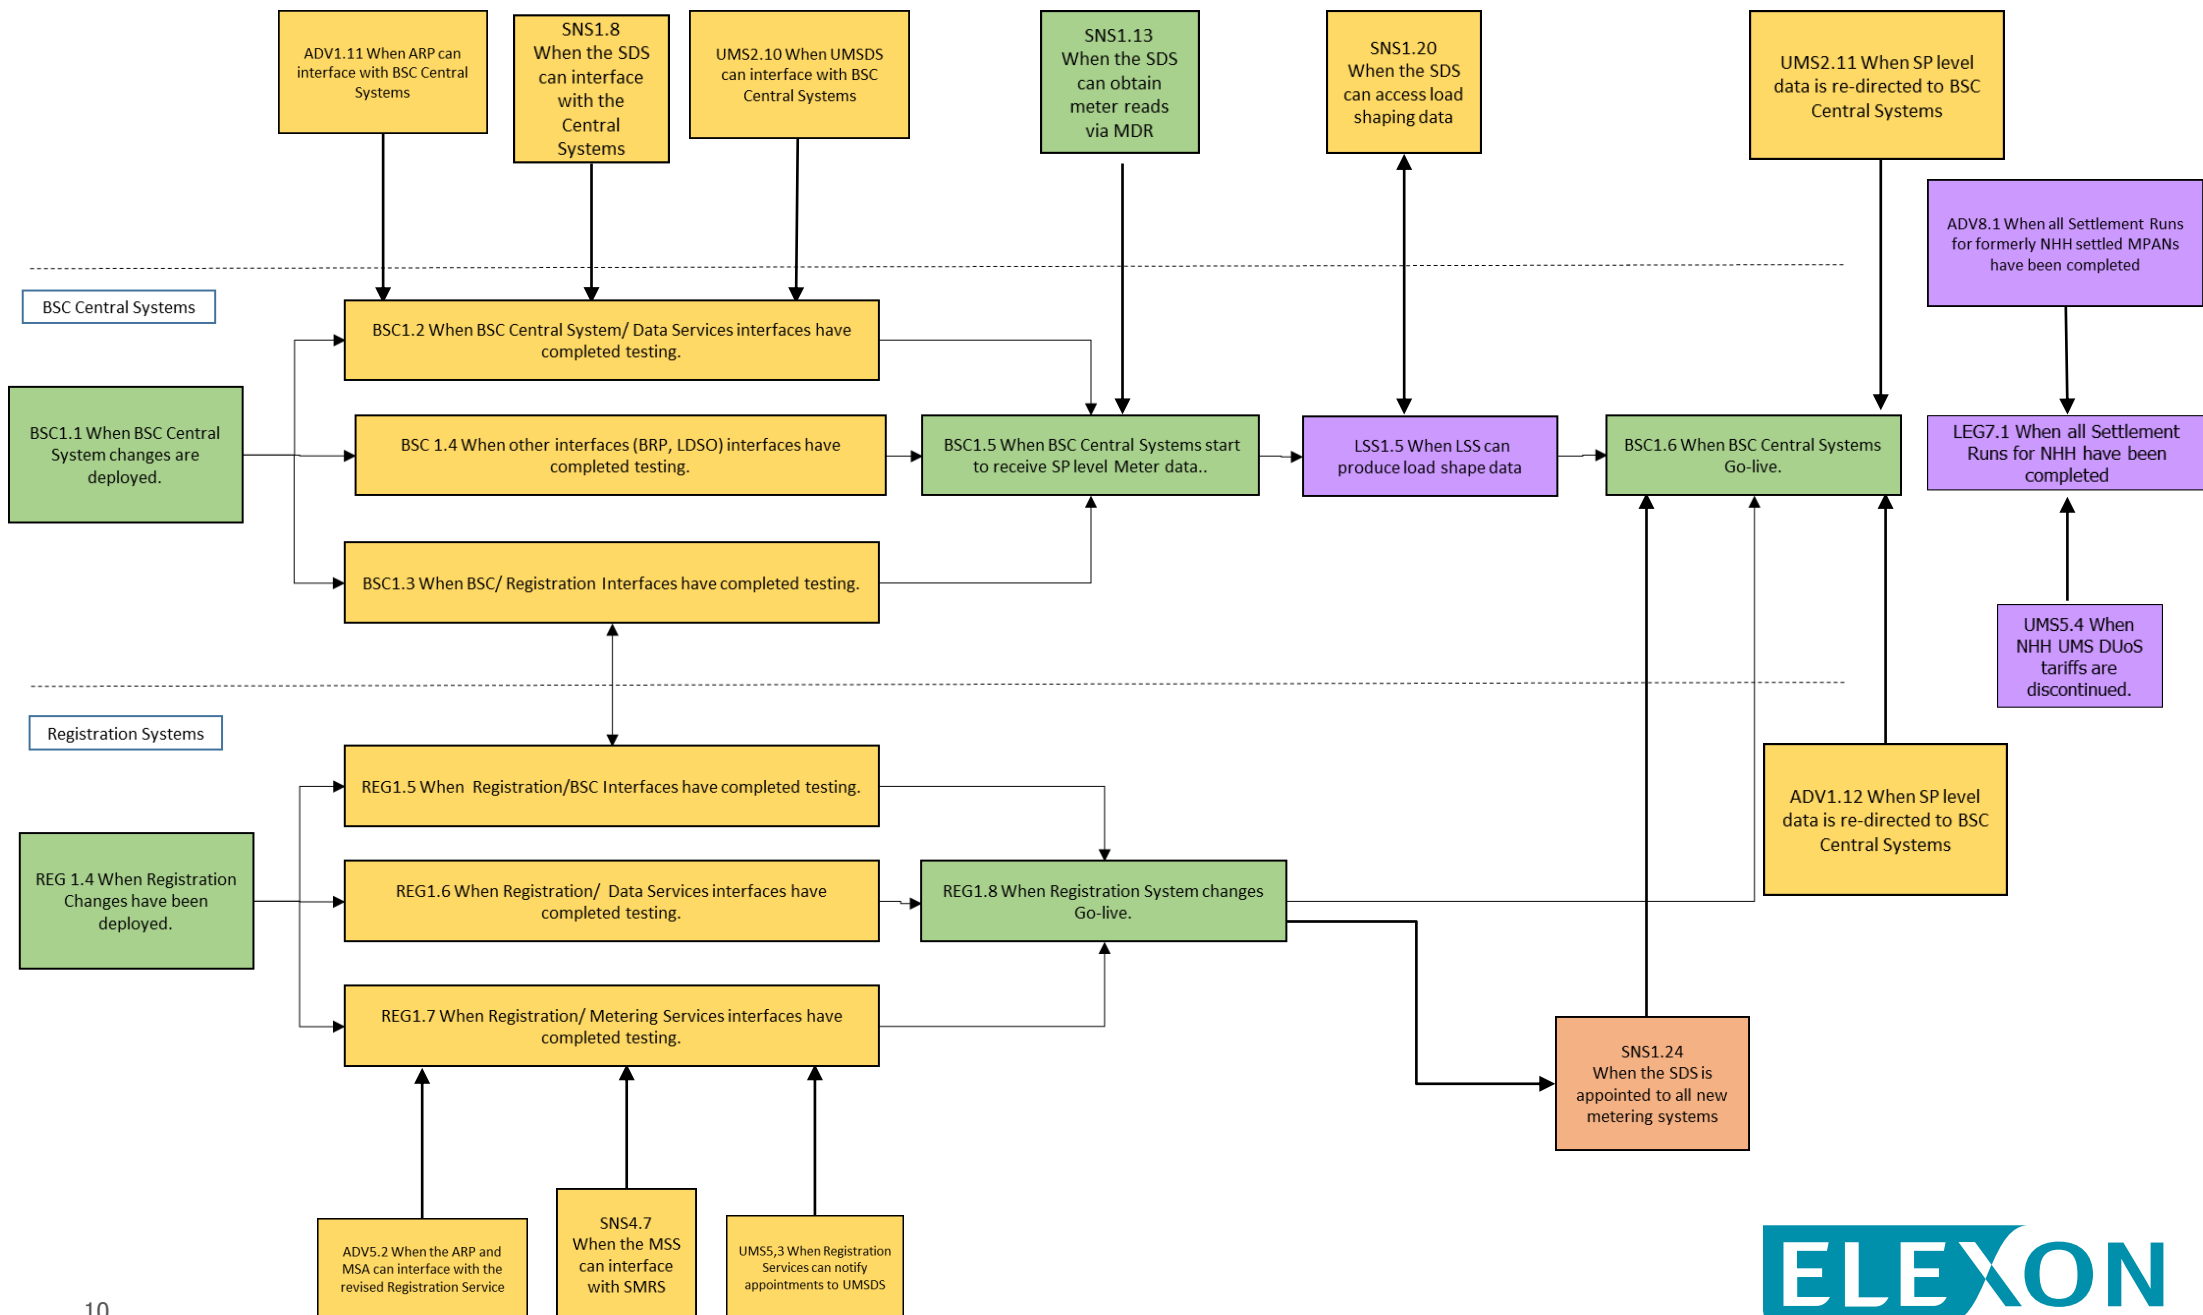 ADV1.11 When ARP can
interface with BSC Central
Systems
SNS1.8
When the SDS
can interface
with the
Central
Systems
UMS2.10 When UMSDS
can interface with BSC
Central Systems
SNS1.13
When the SDS
can obtain
meter reads
via MDR
SNS1.20
When the SDS
can access load
shaping data
UMS2.11 When SP level
data is re-directed to BSC
Central Systems
ADV8.1 When all Settlement Runs
for formerly NHH settled MPANs
have been completed
BSC Central Systems
BSC1.2 When BSC Central System/ Data Services interfaces have
completed testing.
BSC1.1 When BSC Central
System changes are
deployed.
BSC 1.4 When other interfaces (BRP, LDSO) interfaces have
completed testing.
BSC1.5 When BSC Central Systems start
to receive SP level Meter data..
LSS1.5 When LSS can
produce load shape data
BSC1.6 When BSC Central Systems
Go-live.
LEG7.1 When all Settlement
Runs for NHH have been
completed
BSC1.3 When BSC/ Registration Interfaces have completed testing.
UMS5.4 When
NHH UMS DUoS
tariffs are
discontinued.
Registration Systems
REG1.5 When Registration/BSC Interfaces have completed testing.
ADV1.12 When SP level
data is re-directed to BSC
Central Systems
REG 1.4 When Registration
Changes have been
deployed.
REG1.6 When Registration/ Data Services interfaces have
completed testing.
REG1.8 When Registration System changes
Go-live.
REG1.7 When Registration/ Metering Services interfaces have
completed testing.
SNS1.24
When the SDS is
appointed to all new
metering systems
ADV5.2 When the ARP and
MSA can interface with the
revised Registration Service
SNS4.7
When the MSS
can interface
with SMRS
UMS5,3 When Registration
Services can notify
appointments to UMSDS
10
ELEXON